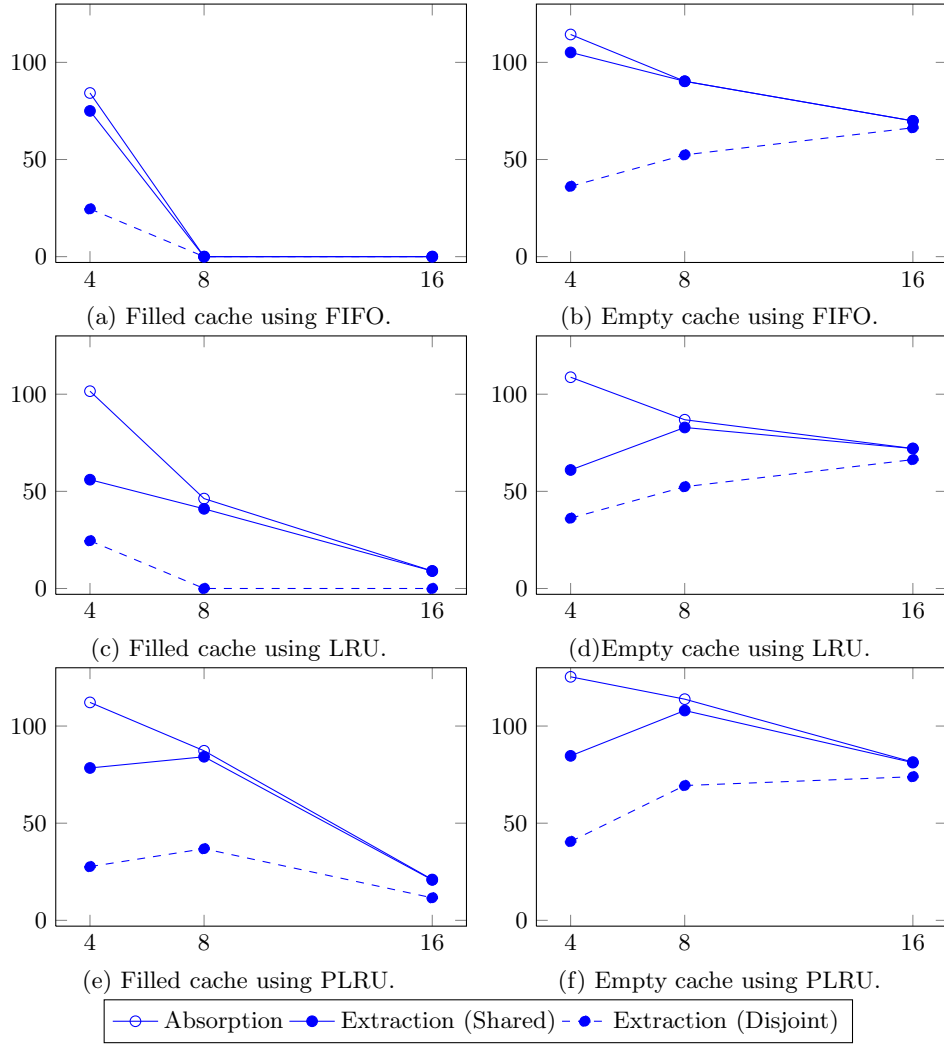 100
50
0
4 8 16
(a) Filled cache using FIFO.
100
50
0
4 8 16
(b) Empty cache using FIFO.
100
50
0
4 8 16
(c) Filled cache using LRU.
100
50
0
4 8 16
(d)Empty cache using LRU.
100
50
0
4 8 16
(e) Filled cache using PLRU.
100
50
0
4 8 16
(f) Empty cache using PLRU.
Absorption Extraction (Shared) Extraction (Disjoint)